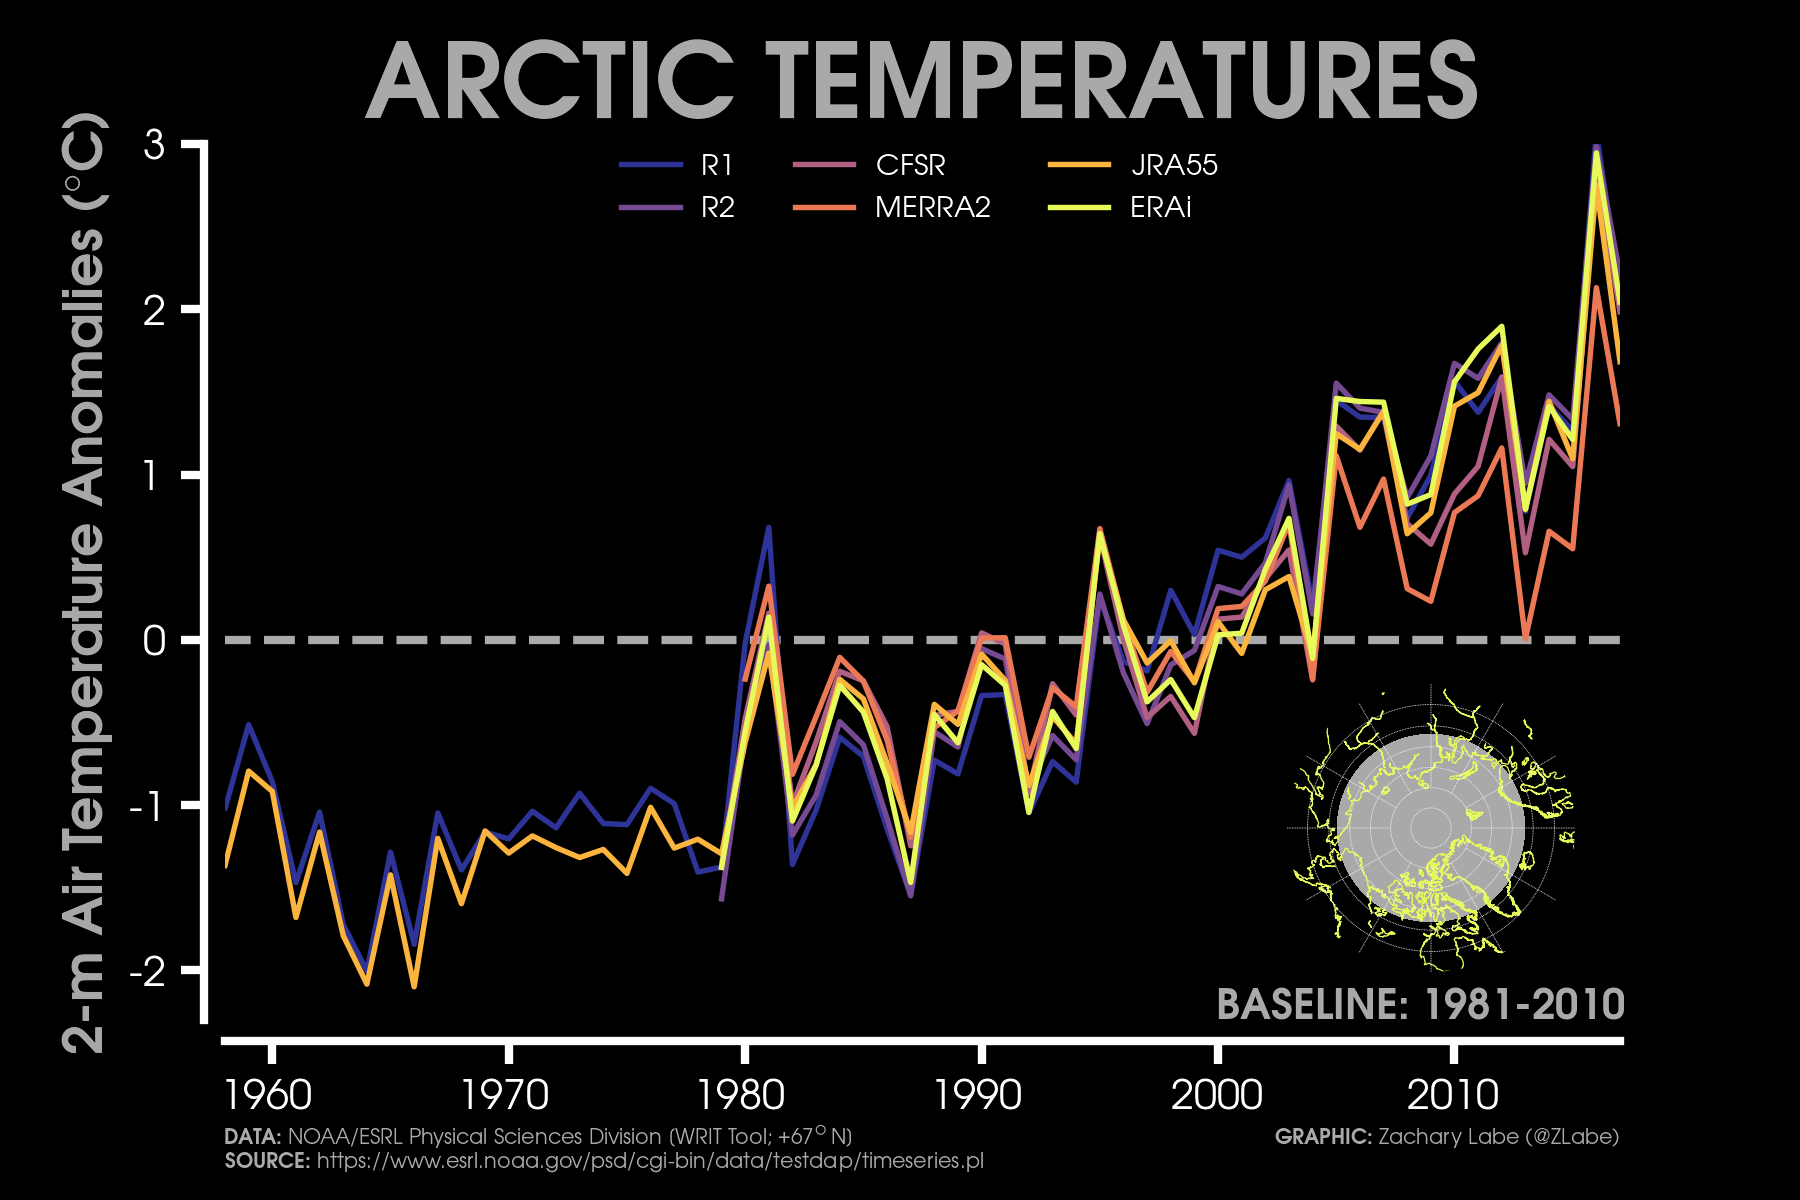 ARCTIC TEMPERATURES
2-m Air Temperature Anomalies (°C)
3
2
1
0
-1
-2
R1
CFSR
JRA55
R2
MERRA2
ERAi
BASELINE: 1981-2010
1960
1970
1980
1990
2000
2010
DATA: NOAA/ESRL Physical Sciences Division (WRIT Tool; +67° N)
SOURCE: https://www.esrl.noaa.gov/psd/cgi-bin/data/testdap/timeseries.pl
GRAPHIC: Zachary Labe (@ZLabe)